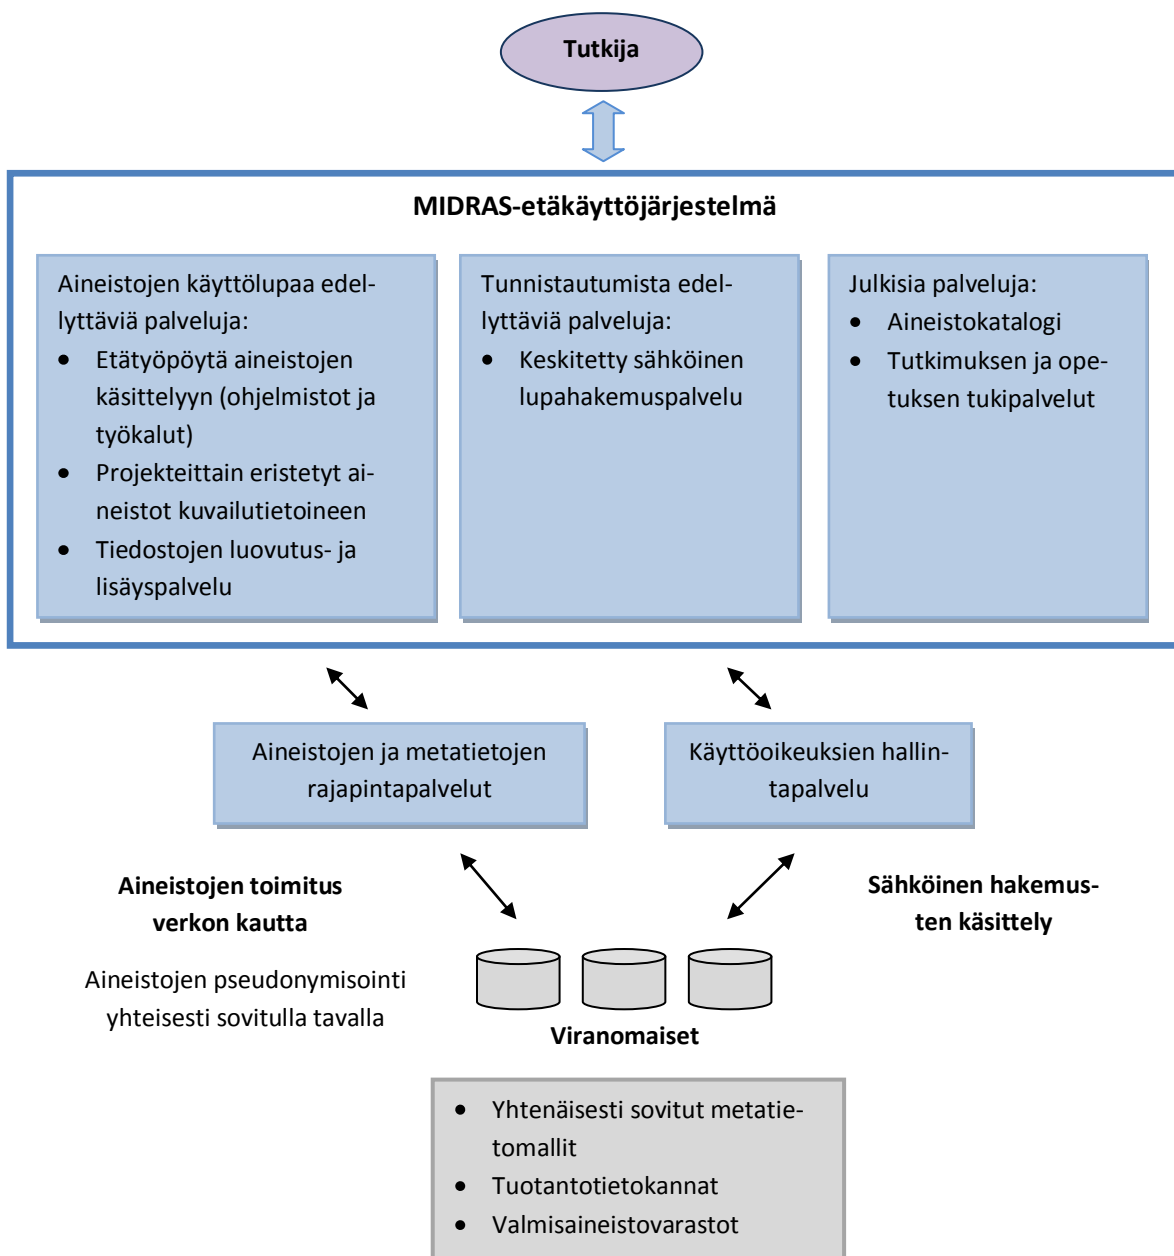 Tutkija
MIDRAS-etäkäyttöjärjestelmä
Aineistojen käyttölupaa edel-
lyttäviä palveluja:
• Etätyöpöytä aineistojen
käsittelyyn (ohjelmistot ja
työkalut)
• Projekteittain eristetyt ai-
neistot kuvailutietoineen
• Tiedostojen luovutus- ja
lisäyspalvelu
Tunnistautumista edel-
lyttäviä palveluja:
• Keskitetty sähköinen
lupahakemuspalvelu
Julkisia palveluja:
• Aineistokatalogi
• Tutkimuksen ja ope-
tuksen tukipalvelut
Aineistojen ja metatietojen
rajapintapalvelut
Käyttöoikeuksien hallin-
tapalvelu
Aineistojen toimitus
verkon kautta
Aineistojen pseudonymisointi
yhteisesti sovitulla tavalla
Sähköinen hakemus-
ten käsittely
Viranomaiset
• Yhtenäisesti sovitut metatie-
tomallit
• Tuotantotietokannat
• Valmisaineistovarastot